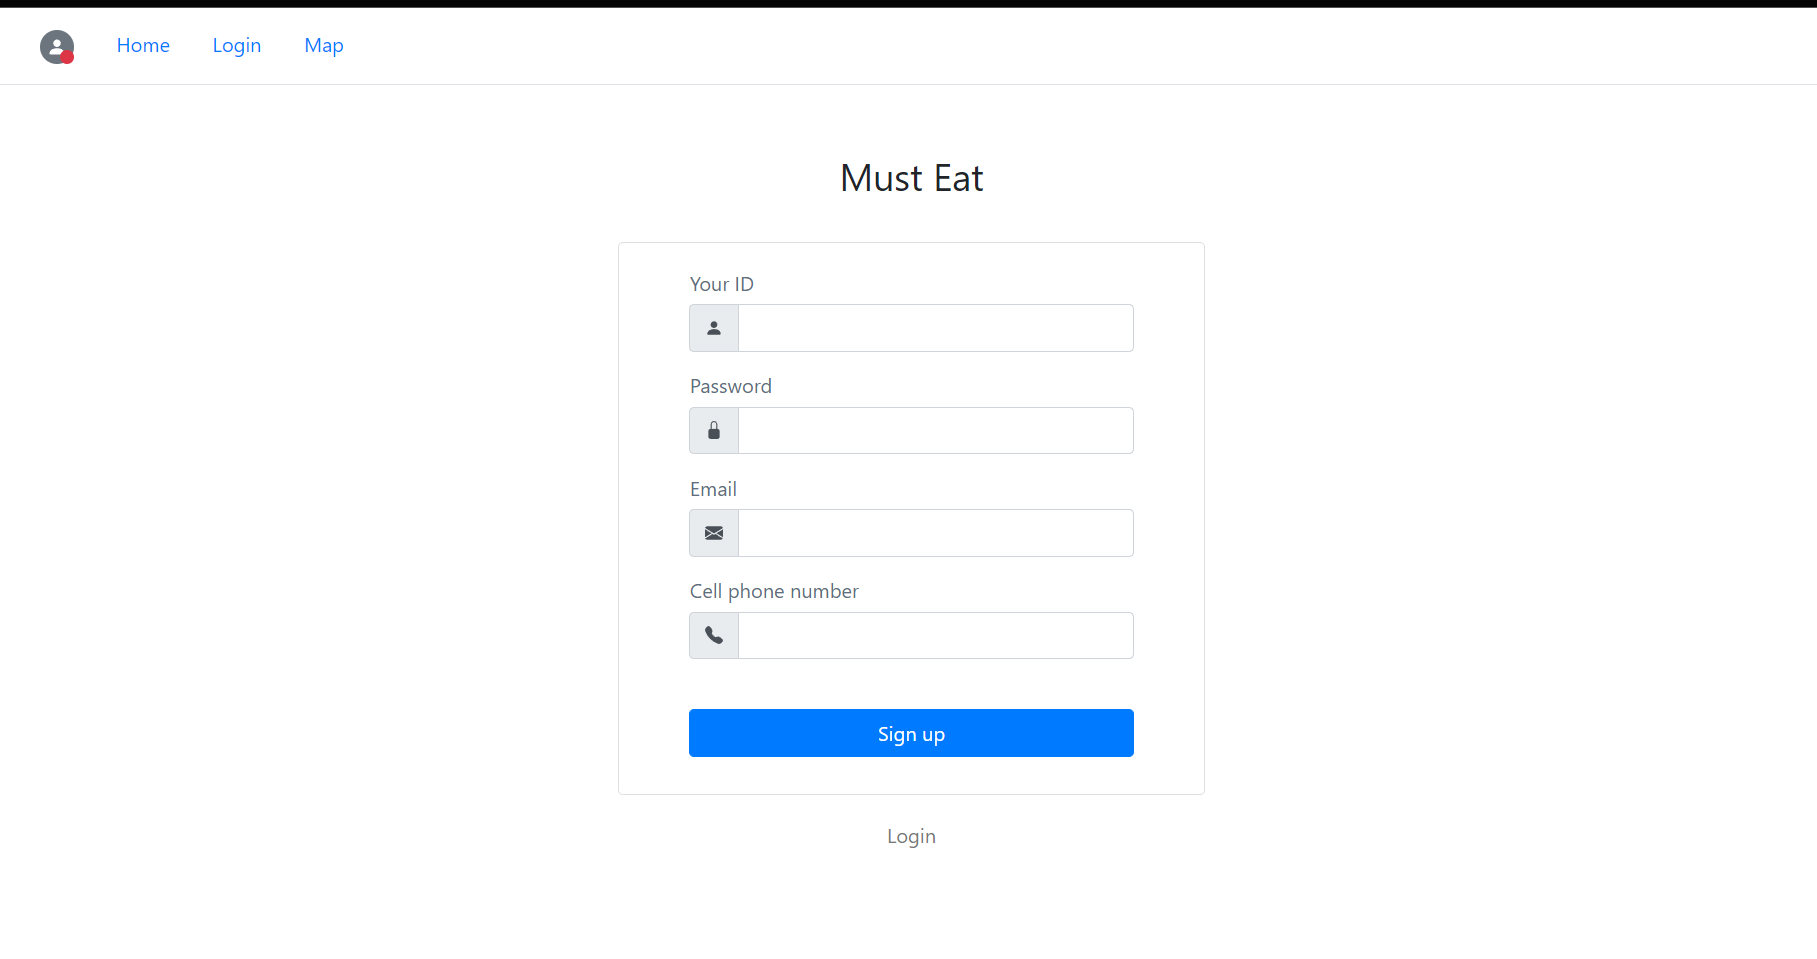 Home Login Map
Must Eat
Your ID
Password
Email
Cell phone number
Sign up
Login